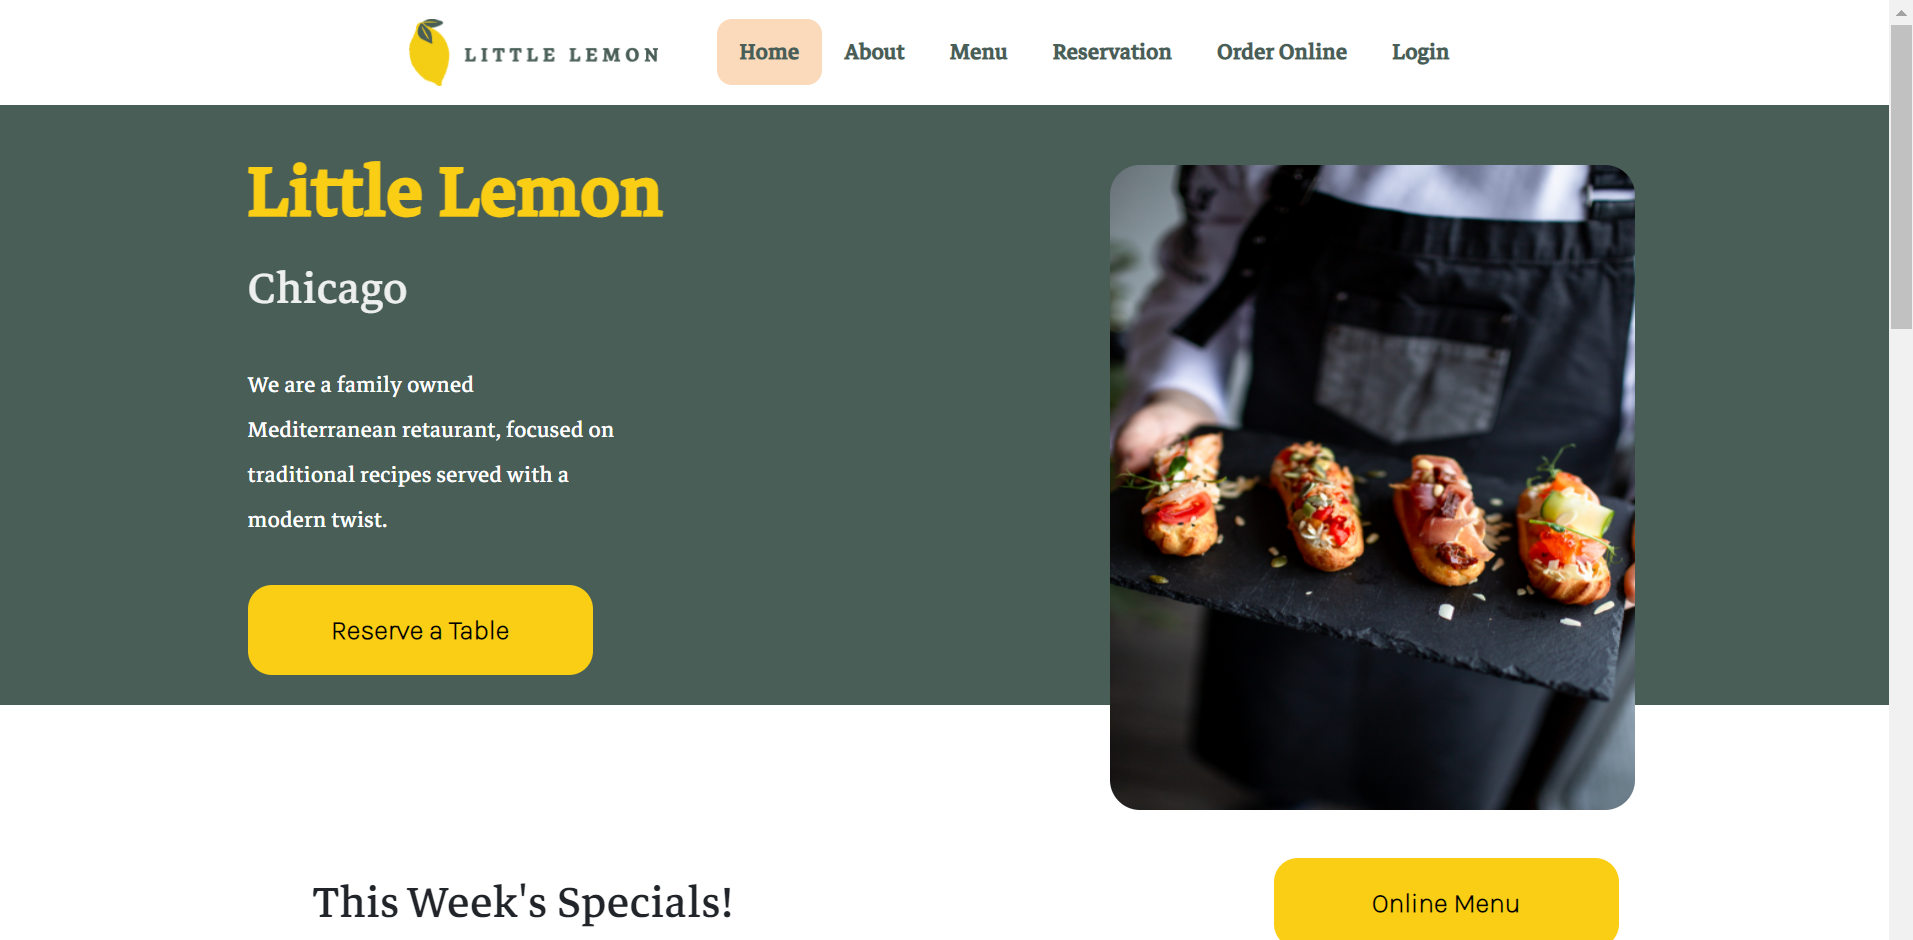 LITTLE LEMON
Home About Menu Reservation Order Online Login
Little Lemon
Chicago
We are a family owned
Mediterranean retaurant, focused on
traditional recipes served with a
modern twist.
Reserve a Table
This Week's Specials!
Online Menu